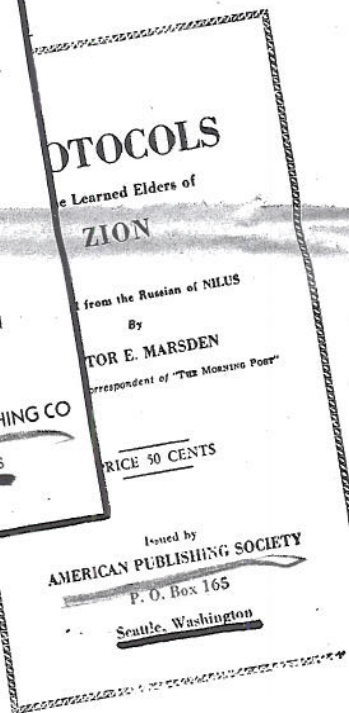 OTOCOLS
e Learned Elders of
ZION
from the Russian of NILUS
By
TOR E. MARSDEN
orrespondent of "THE MORNING POST"
HING CO
RICE 50 CENTS
Issued by
AMERICAN PUBLISHING SOCIETY
P. O. Box 165
Seattle, Washington